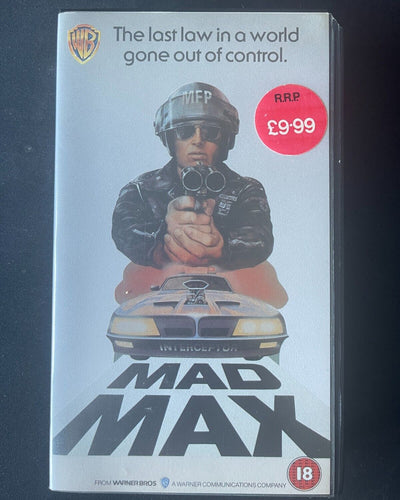 WB
The last law in a world
gone out of control.
R.R.P.
£9·99
MFP
INTERCEPTOR
MAD
MAX
18
FROM WARNER BROS A WARNER COMMUNICATIONS COMPANY